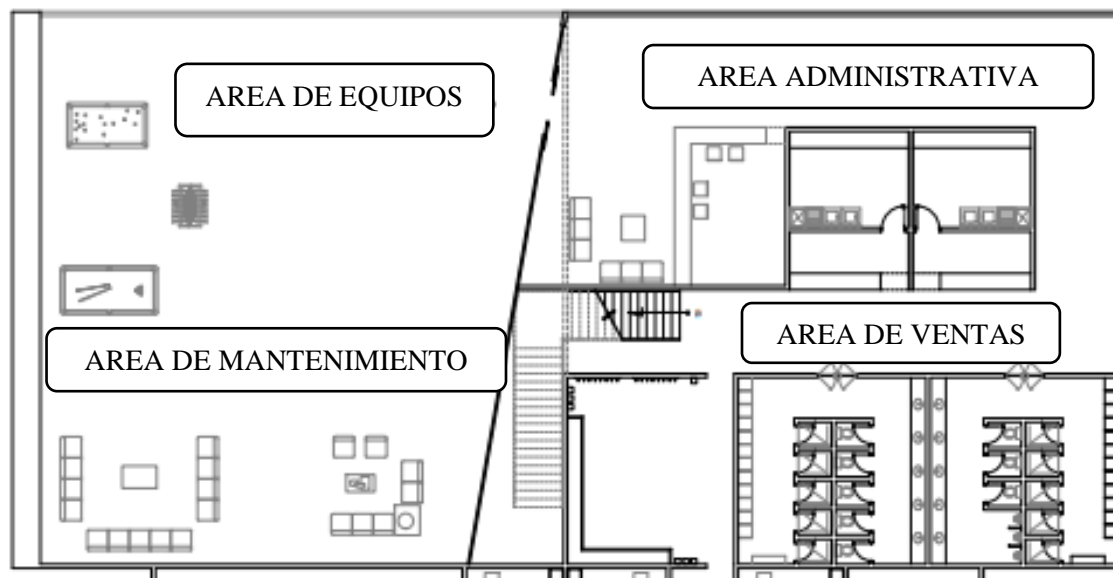 AREA DE EQUIPOS
AREA ADMINISTRATIVA
AREA DE MANTENIMIENTO
AREA DE VENTAS